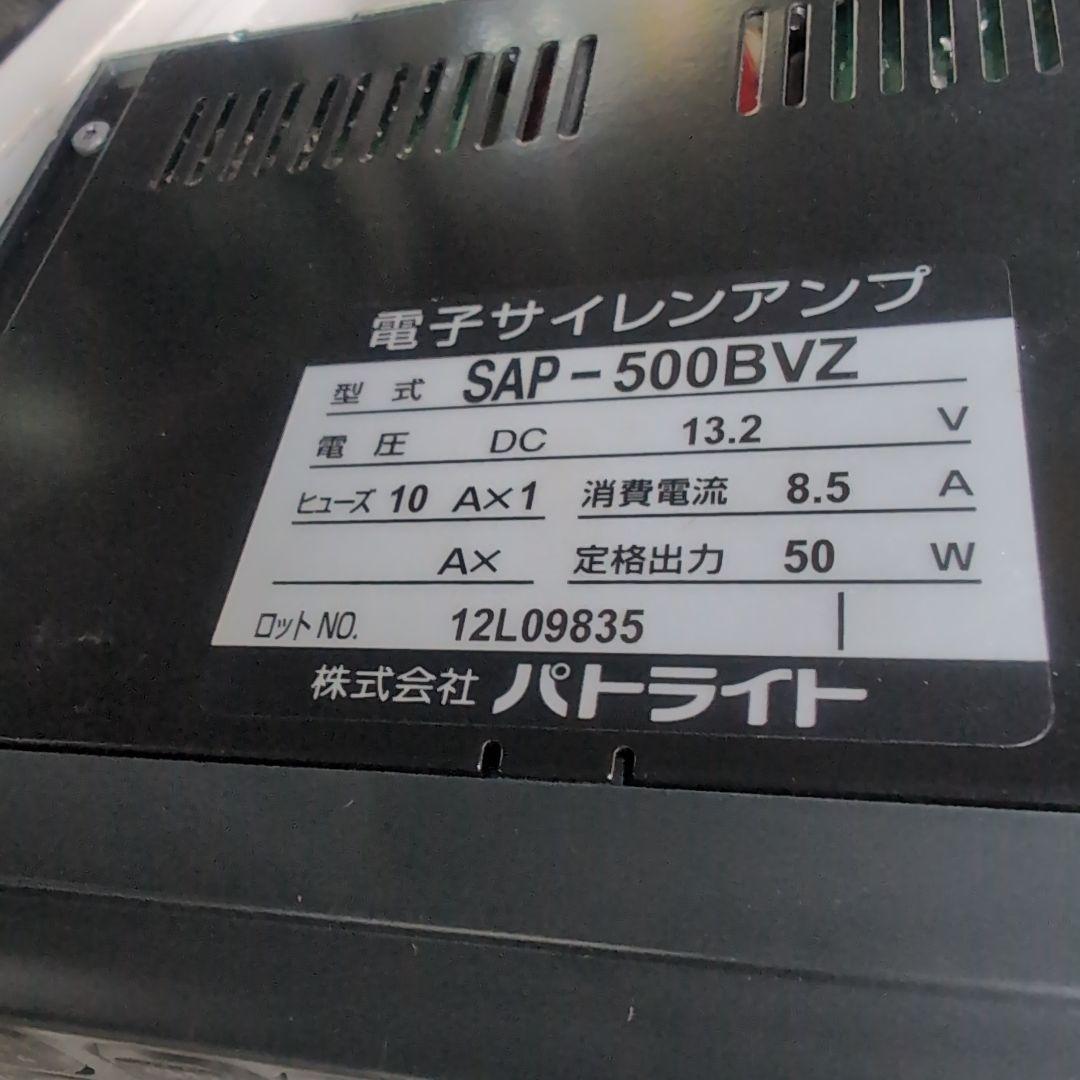 電子サイレンアンプ
型式 SAP-500BVZ
電圧 DC 13.2 V
ヒューズ 10 A×1 消費電流 8.5 A
A× 定格出力 50 W
ロットNO. 12L09835
株式会社 パトライト